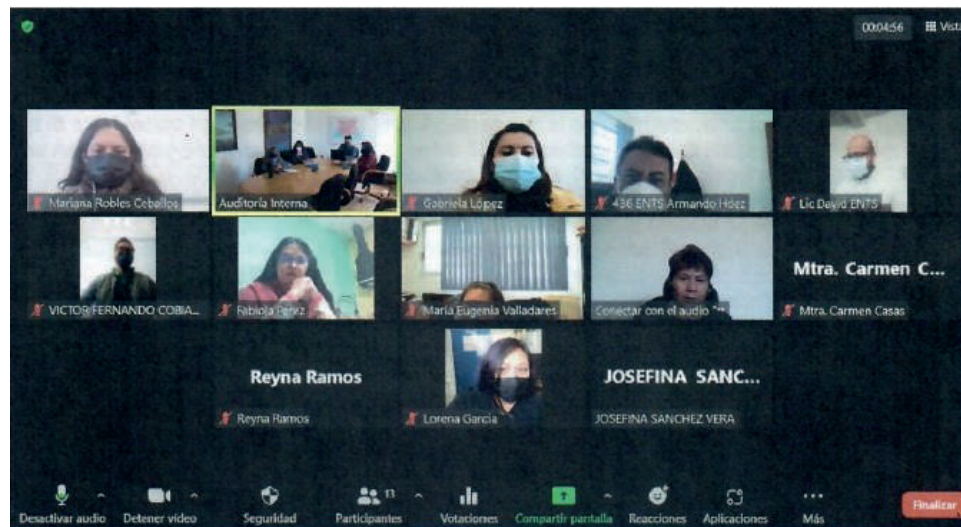 00:04:56 Vista
Mariana Robles Ceballos
Auditoría Interna
Gabriela López
436 ENTS Armando Hdez
Lic David ENTS
VICTOR FERNANDO COBIA...
Fabiola Perez
María Eugenia Valladares
Conectar con el audio
Mtra. Carmen C...
Mtra. Carmen Casas
Reyna Ramos
Reyna Ramos
Lorena García
JOSEFINA SANC...
JOSEFINA SANCHEZ VERA
Desactivar audio
Detener vídeo
Seguridad
Participantes
13
Votaciones
Compartir pantalla
Reacciones
Aplicaciones
Más
Finalizar